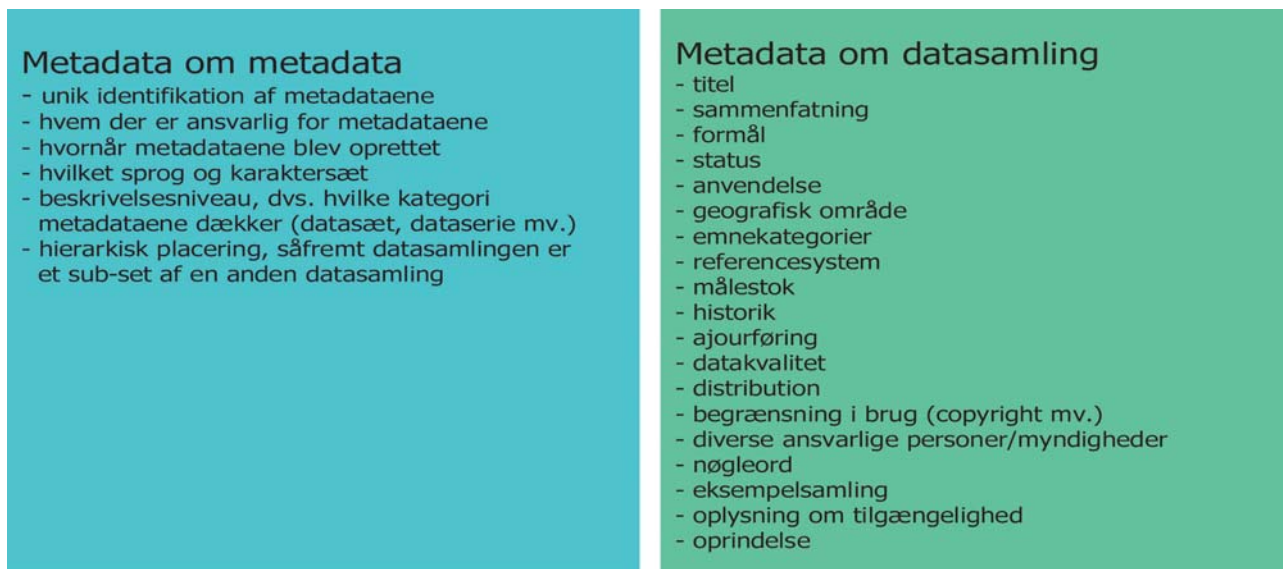 Metadata om metadata
- unik identifikation af metadataene
- hvem der er ansvarlig for metadataene
- hvornår metadataene blev oprettet
- hvilket sprog og karaktersæt
- beskrivelsesniveau, dvs. hvilke kategori
metadataene dækker (datasæt, dataserie mv.)
- hierarkisk placering, såfremt datasamlingen er
et sub-set af en anden datasamling
Metadata om datasamling
- titel
- sammenfatning
- formål
- status
- anvendelse
- geografisk område
- emnekategorier
- referencesystem
- målestok
- historik
- ajourføring
- datakvalitet
- distribution
- begrænsning i brug (copyright mv.)
- diverse ansvarlige personer/myndigheder
- nøgleord
- eksempelsamling
- oplysning om tilgængelighed
- oprindelse